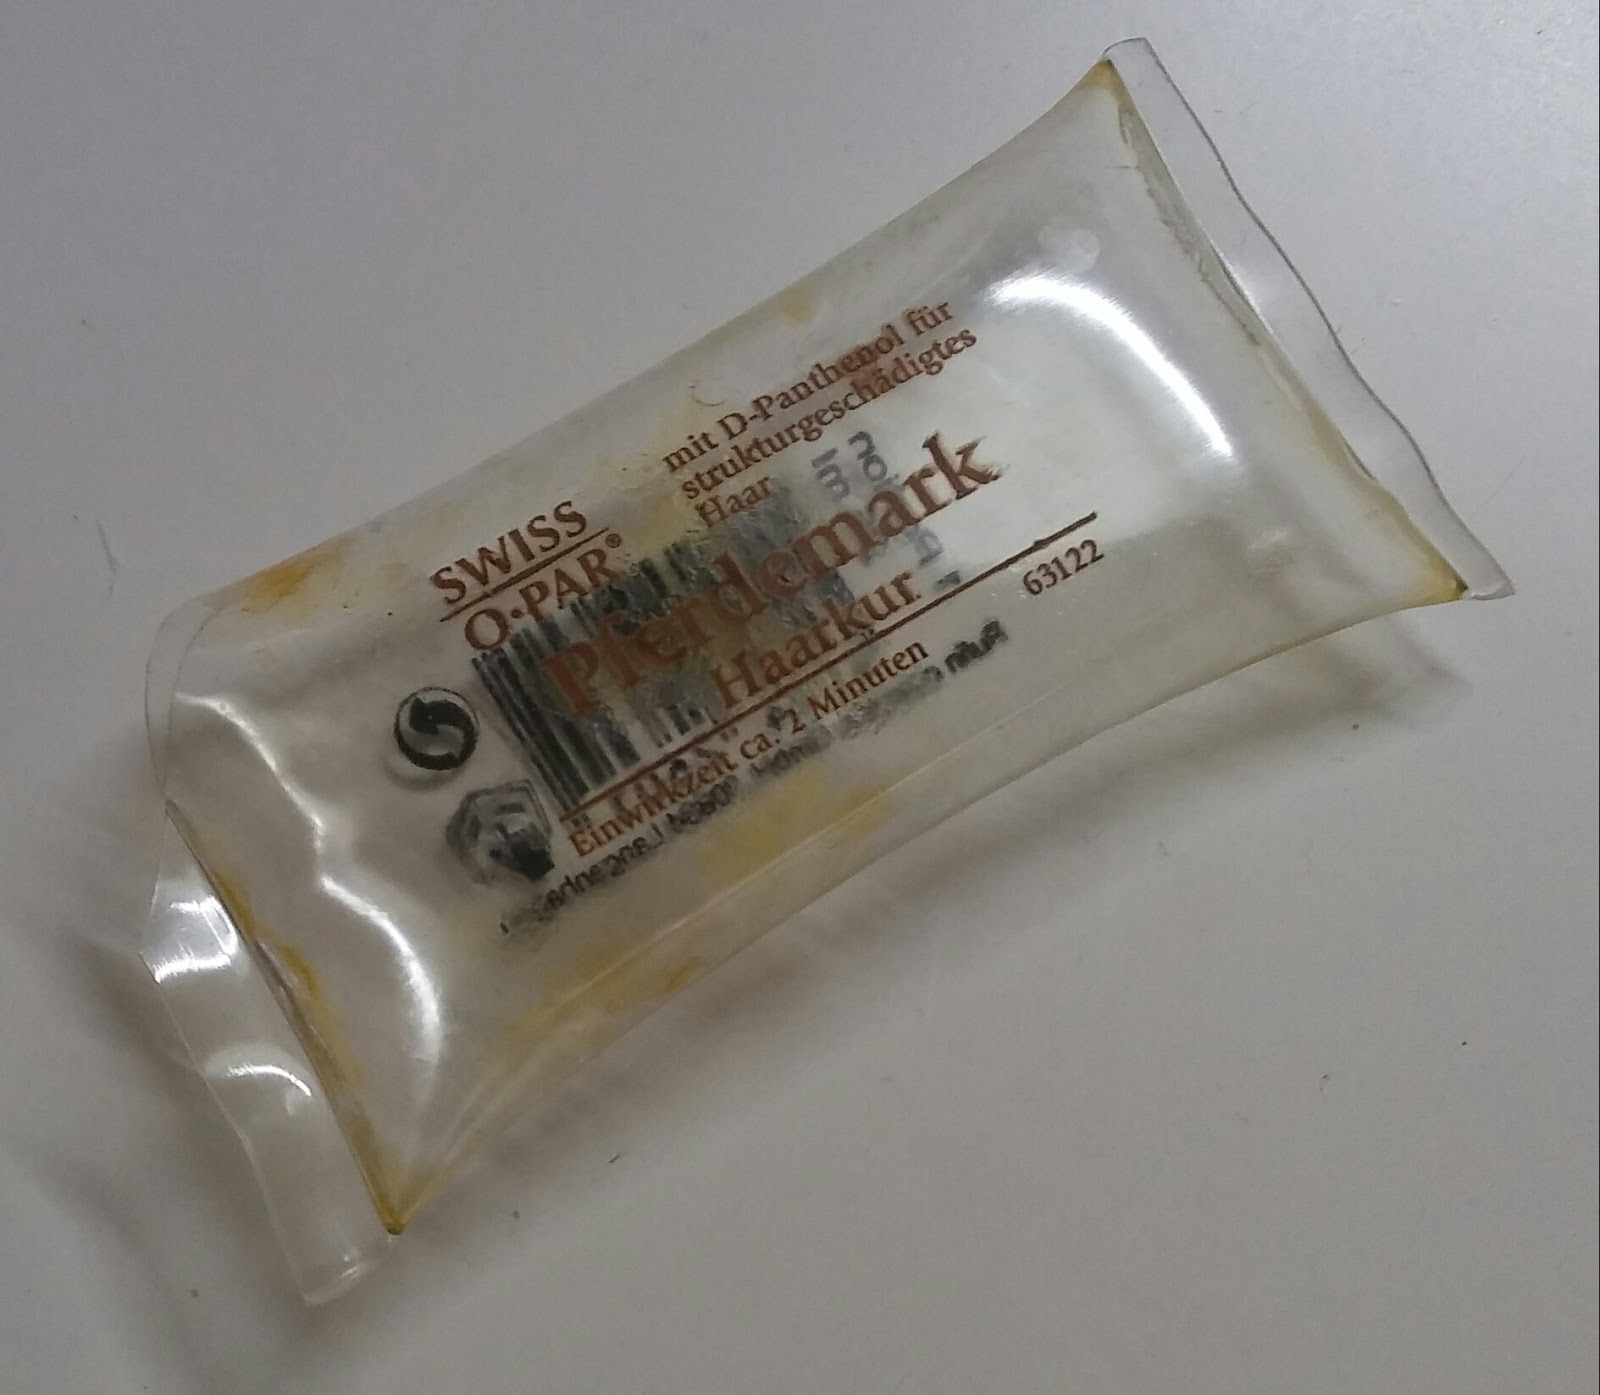 SWISS
O·PAR®
mit D-Panthenol für
strukturgeschädigtes
Haar
Pferdemark
Haarkur
63122
Einwirkzeit ca. 2 Minuten